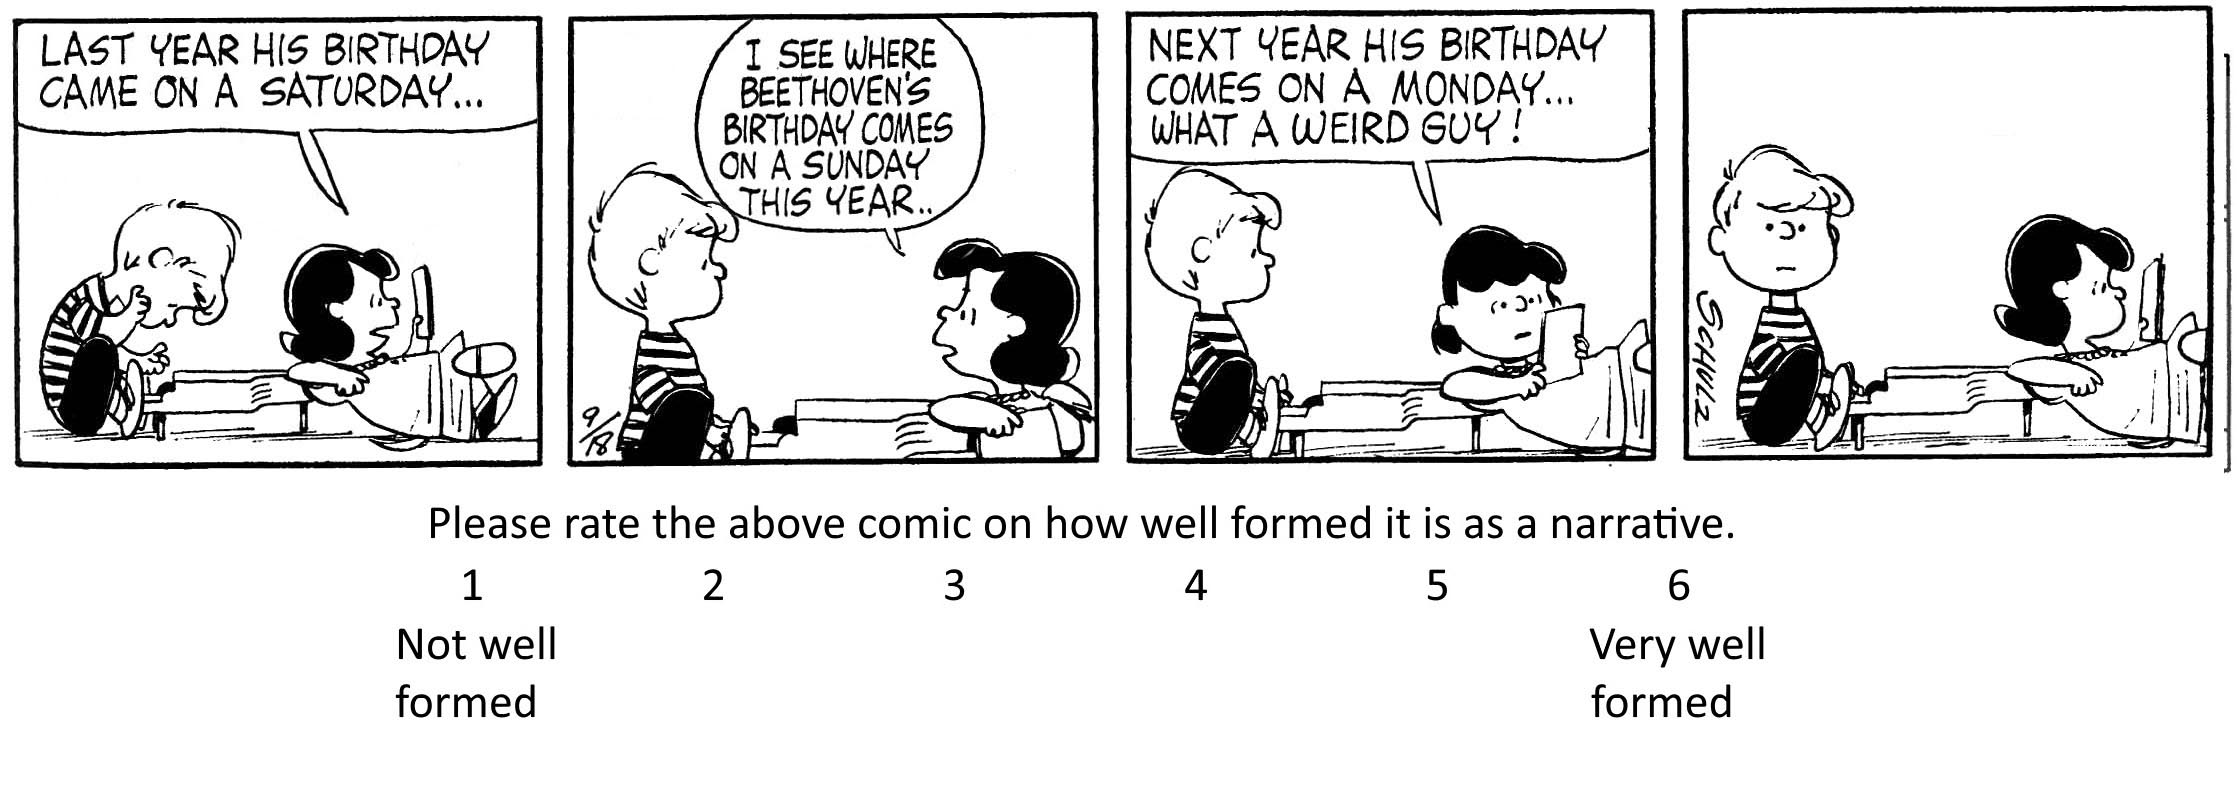 LAST YEAR HIS BIRTHDAY
CAME ON A SATURDAY...
I SEE WHERE
BEETHOVEN'S
BIRTHDAY COMES
ON A SUNDAY
THIS YEAR..
9/18
NEXT YEAR HIS BIRTHDAY
COMES ON A MONDAY...
WHAT A WEIRD GUY!
SCHULZ
Please rate the above comic on how well formed it is as a narrative.
1 2 3 4 5 6
Not well
formed
Very well
formed